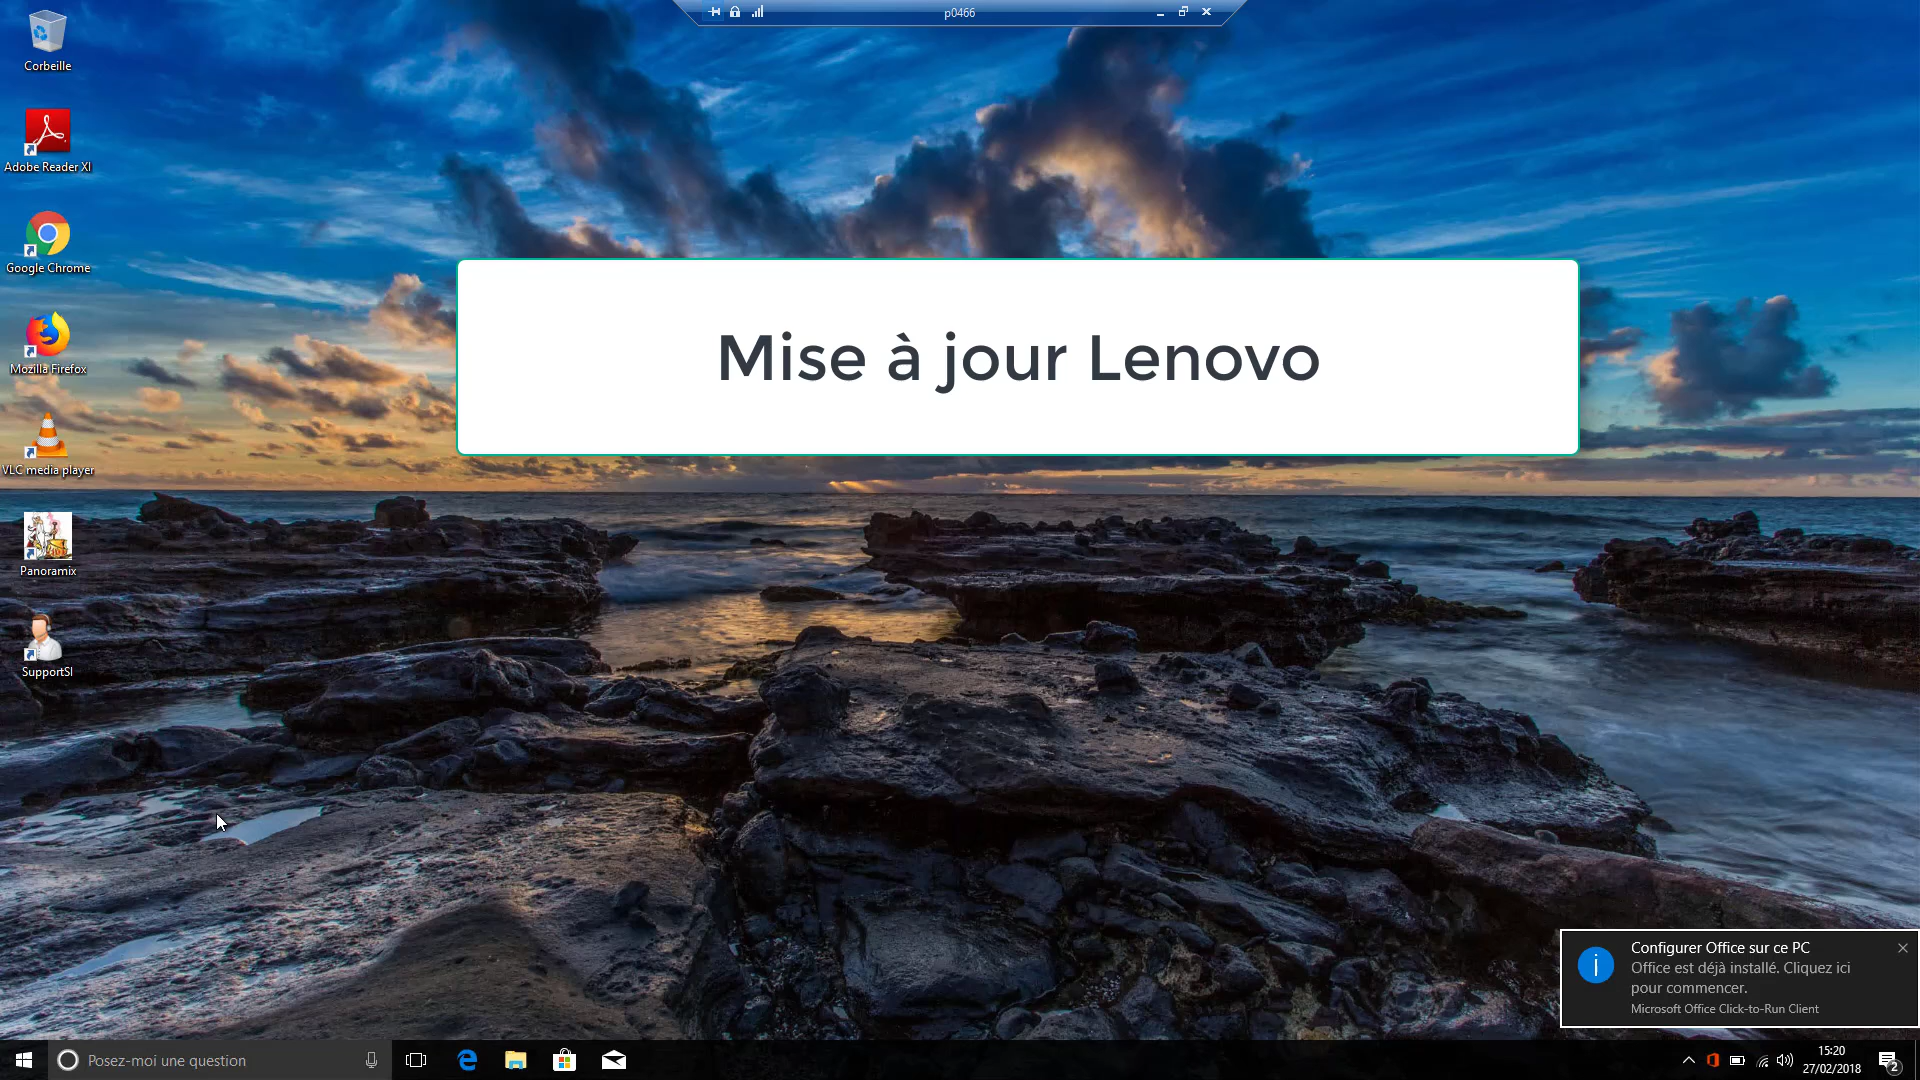 p0466
Corbeille
Adobe Reader XI
Google Chrome
Mozilla Firefox
VLC media player
Panoramix
SupportSI
Mise à jour Lenovo
Configurer Office sur ce PC
Office est déjà installé. Cliquez ici
pour commencer.
Microsoft Office Click-to-Run Client
Posez-moi une question
15:20
27/02/2018
2